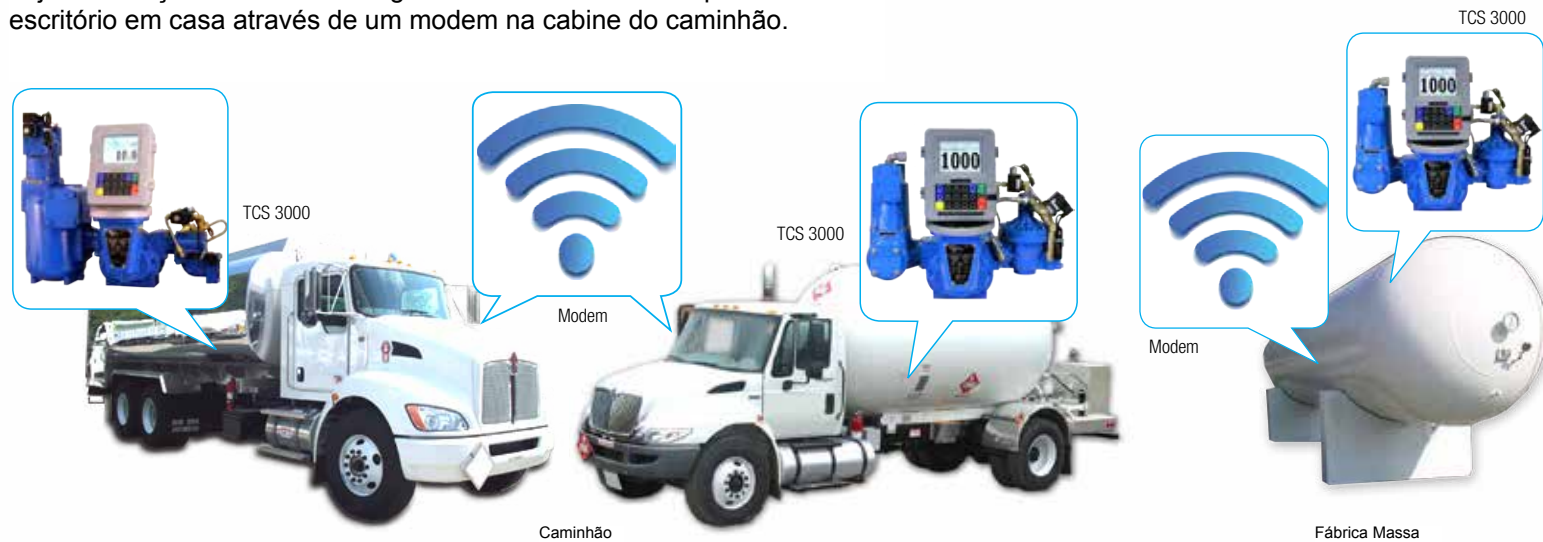 escritório em casa através de um modem na cabine do caminhão.
TCS 3000
1000
TCS 3000
Modem
TCS 3000
1000
Modem
Caminhão
Fábrica Massa